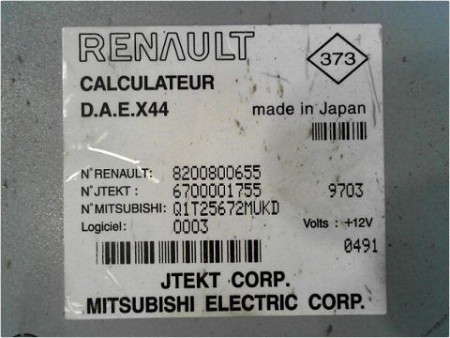 RENAULT
373
CALCULATEUR
D.A.E.X44 made in Japan
N°RENAULT: 8200800655
N°JTEKT: 6700001755 9703
N°MITSUBISHI: Q1T25672MUKD
Logiciel: 0003 Volts : +12V
0491
JTEKT CORP.
MITSUBISHI ELECTRIC CORP.